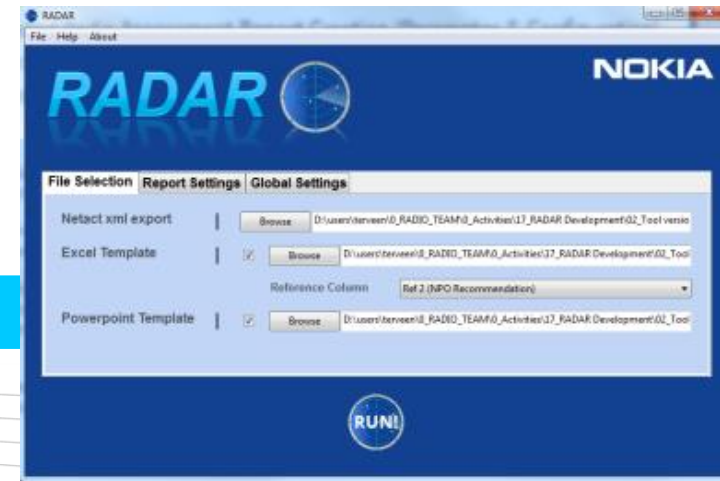 RADAR
File Help About
RADAR
NOKIA
File Selection Report Settings Global Settings
Netact xml export | Browse D:\users\terveen\0_RADIO_TEAM\0_Activities\17_RADAR Development\02_Tool versio
Excel Template | Browse D:\users\terveen\0_RADIO_TEAM\0_Activities\17_RADAR Development\02_Tool
Reference Column Ref 2 (NPO Recommendation)
Powerpoint Template | Browse D:\users\terveen\0_RADIO_TEAM\0_Activities\17_RADAR Development\02_Tool
RUN!